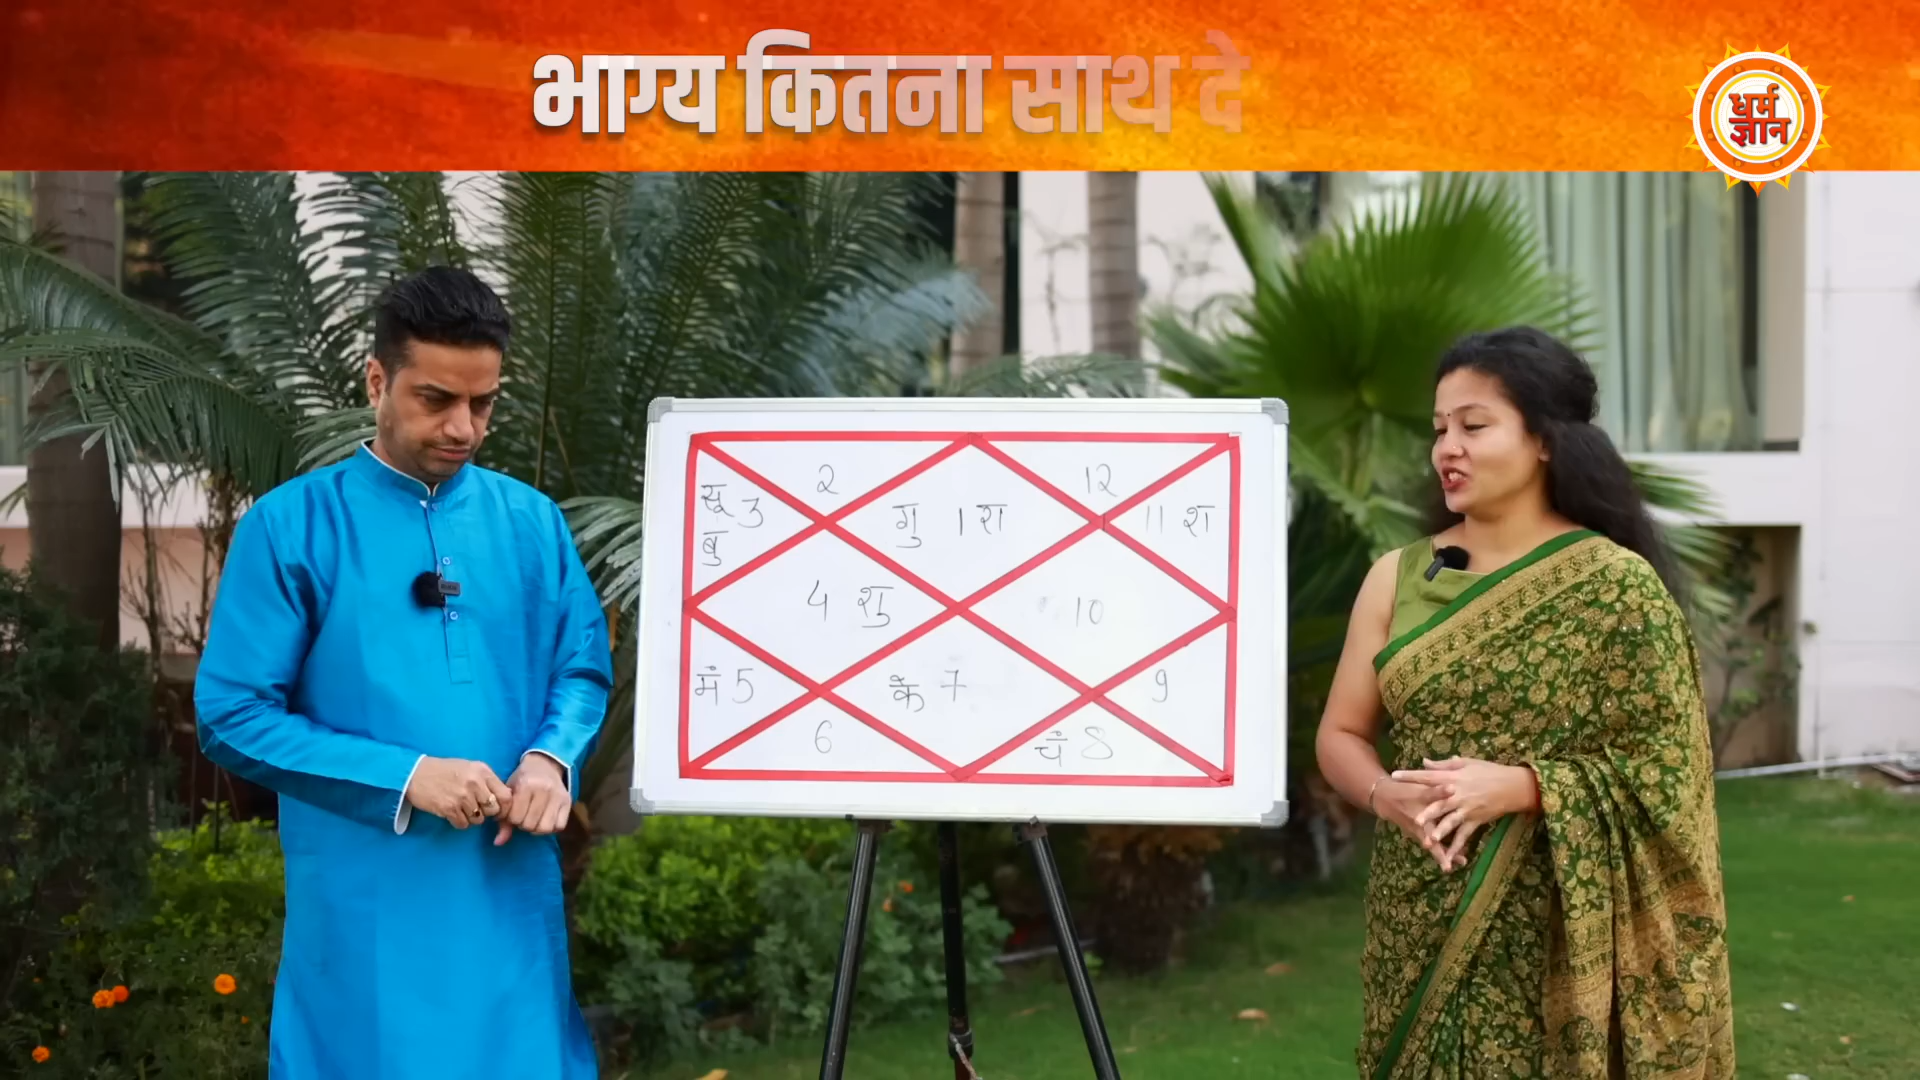 भाग्य कितना साथ दे
धर्म
ज्ञान
2
12
सू 3
बु
गु 1 रा
11 श
4 शु
10
मं 5
के 7
9
6
चं 8